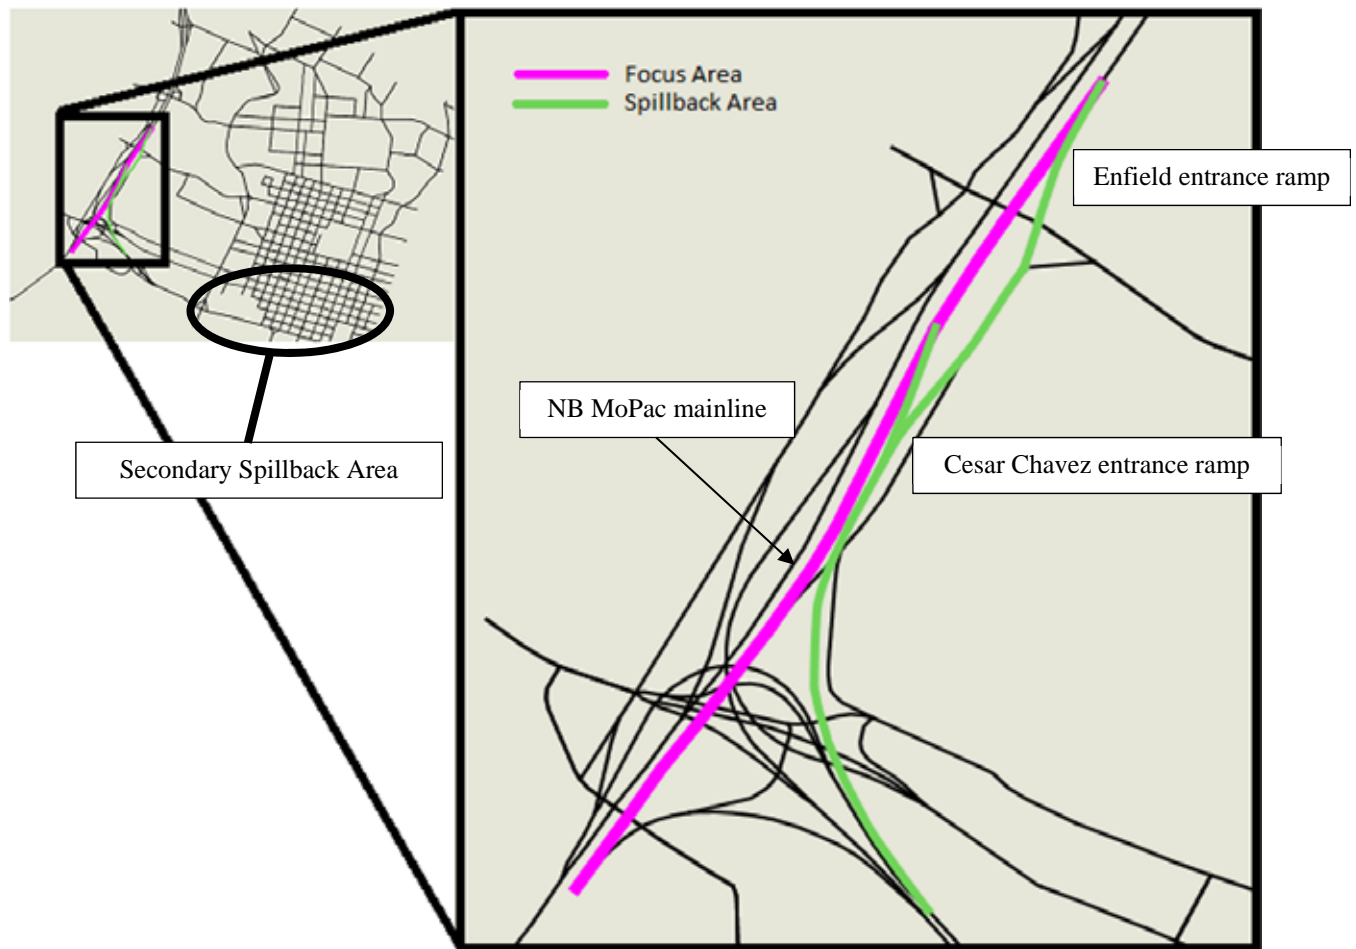 Focus Area
Spillback Area
Enfield entrance ramp
NB MoPac mainline
Cesar Chavez entrance ramp
Secondary Spillback Area